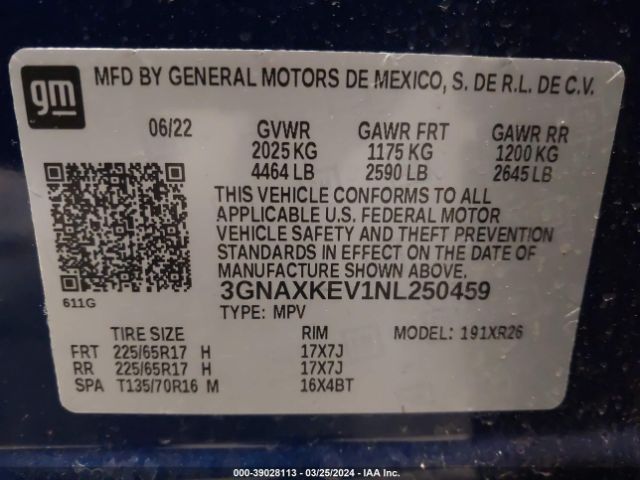 gm
MFD BY GENERAL MOTORS DE MEXICO, S. DE R.L. DE C.V.
06/22 GVWR GAWR FRT GAWR RR
2025 KG 1175 KG 1200 KG
4464 LB 2590 LB 2645 LB
THIS VEHICLE CONFORMS TO ALL
APPLICABLE U.S. FEDERAL MOTOR
VEHICLE SAFETY AND THEFT PREVENTION
STANDARDS IN EFFECT ON THE DATE OF
MANUFACTURE SHOWN ABOVE.
611G 3GNAXKEV1NL250459
TYPE: MPV MODEL: 191XR26
TIRE SIZE RIM
FRT 225/65R17 H 17X7J
RR 225/65R17 H 17X7J
SPA T135/70R16 M 16X4BT
000-39028113 — 03/25/2024 — IAA Inc.